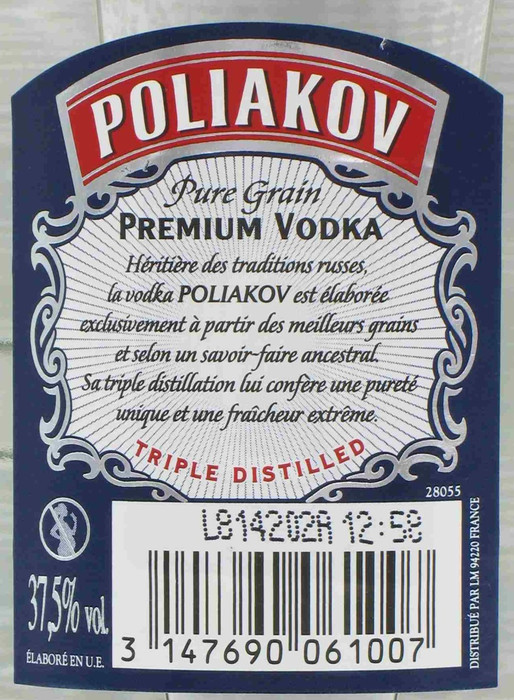 POLIAKOV
Pure Grain
PREMIUM VODKA
Héritière des traditions russes,
la vodka POLIAKOV est élaborée
exclusivement à partir des meilleurs grains
et selon un savoir-faire ancestral.
Sa triple distillation lui confère une pureté
unique et une fraîcheur extrême.
TRIPLE DISTILLED
28055
L814202A 12:58
37,5% vol.
ÉLABORÉ EN U.E.
3 147690 061007
DISTRIBUÉ PAR LM 94220 FRANCE